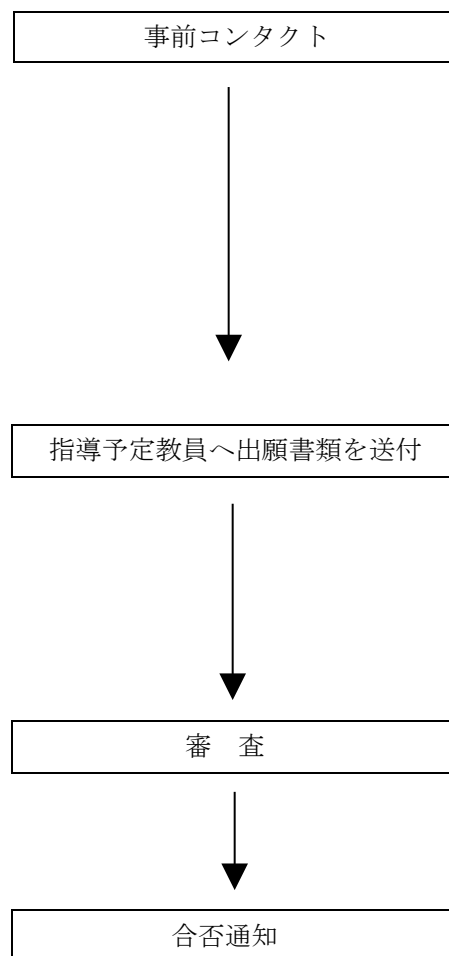 事前コンタクト
指導予定教員へ出願書類を送付
審　査
合否通知